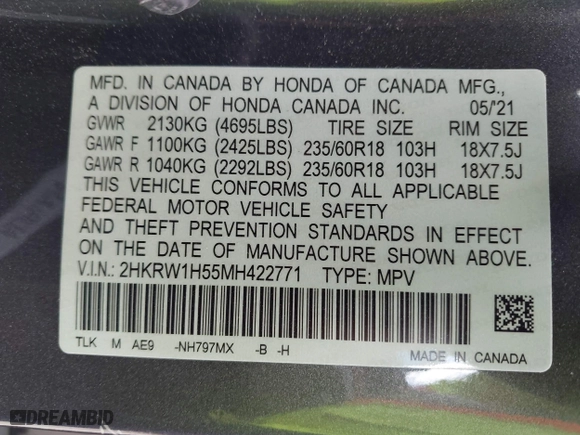 MFD. IN CANADA BY HONDA OF CANADA MFG.,
A DIVISION OF HONDA CANADA INC. 05/'21
GVWR 2130KG (4695LBS) TIRE SIZE RIM SIZE
GAWR F 1100KG (2425LBS) 235/60R18 103H 18X7.5J
GAWR R 1040KG (2292LBS) 235/60R18 103H 18X7.5J
THIS VEHICLE CONFORMS TO ALL APPLICABLE
FEDERAL MOTOR VEHICLE SAFETY
AND THEFT PREVENTION STANDARDS IN EFFECT
ON THE DATE OF MANUFACTURE SHOWN ABOVE.
V.I.N.: 2HKRW1H55MH422771 TYPE: MPV
TLK M AE9 -NH797MX -B -H
MADE IN CANADA
DREAMBID